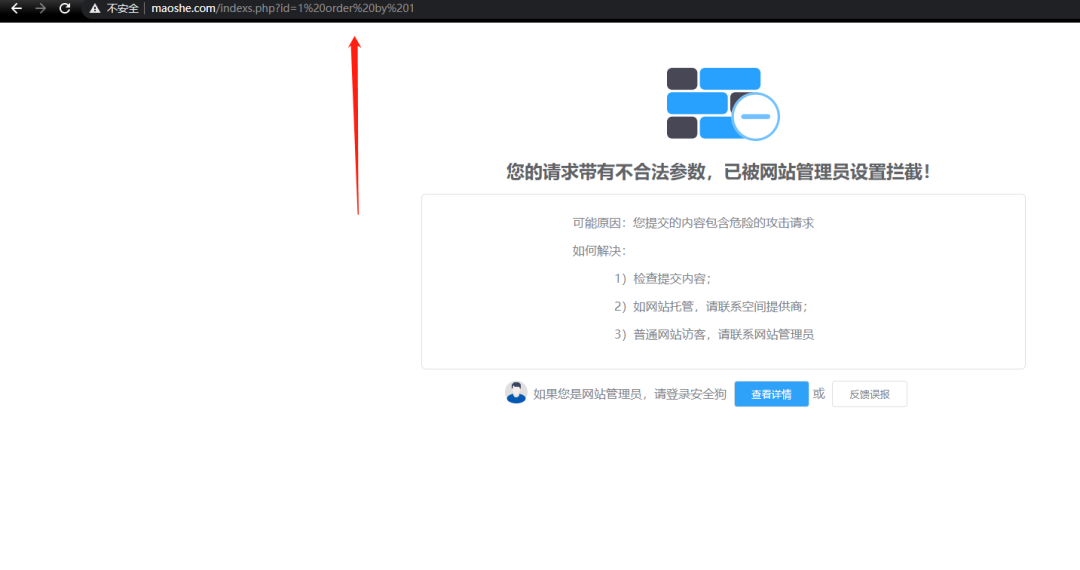 不安全 maoshe.com/indexs.php?id=1%20order%20by%201
您的请求带有不合法参数，已被网站管理员设置拦截！
可能原因：您提交的内容包含危险的攻击请求
如何解决：
1）检查提交内容；
2）如网站托管，请联系空间提供商；
3）普通网站访客，请联系网站管理员
如果您是网站管理员，请登录安全狗 查看详情 或 反馈误报